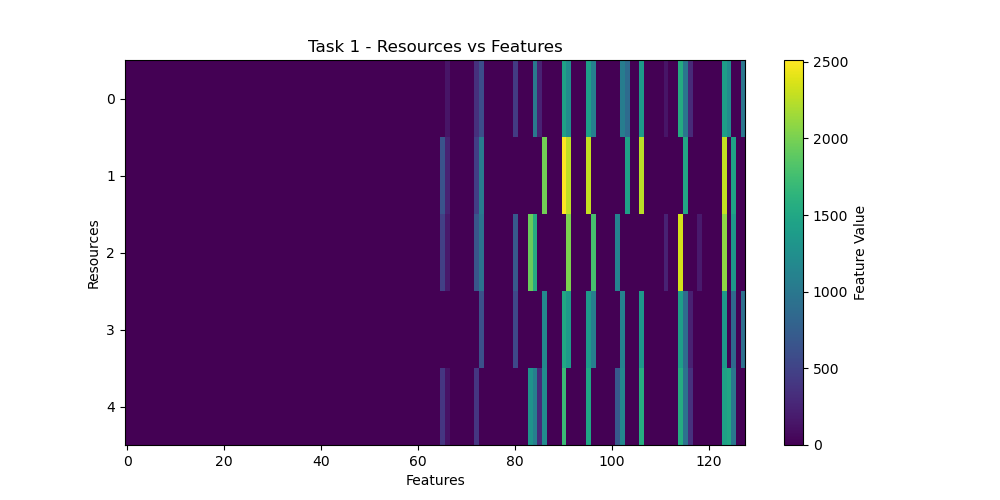 Task 1 - Resources vs Features
Resources
0
1
2
3
4
0 20 40 60 80 100 120
Features
2500
2000
1500
1000
500
0
Feature Value